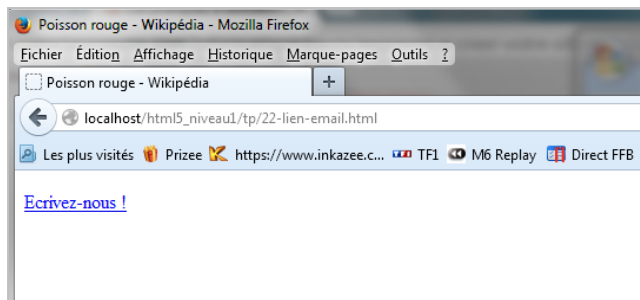 Poisson rouge - Wikipédia - Mozilla Firefox
Fichier Édition Affichage Historique Marque-pages Outils ?
Poisson rouge - Wikipédia +
localhost/html5_niveau1/tp/22-lien-email.html
Les plus visités Prizee https://www.inkazee.c... TF1 M6 Replay Direct FFB
Ecrivez-nous !